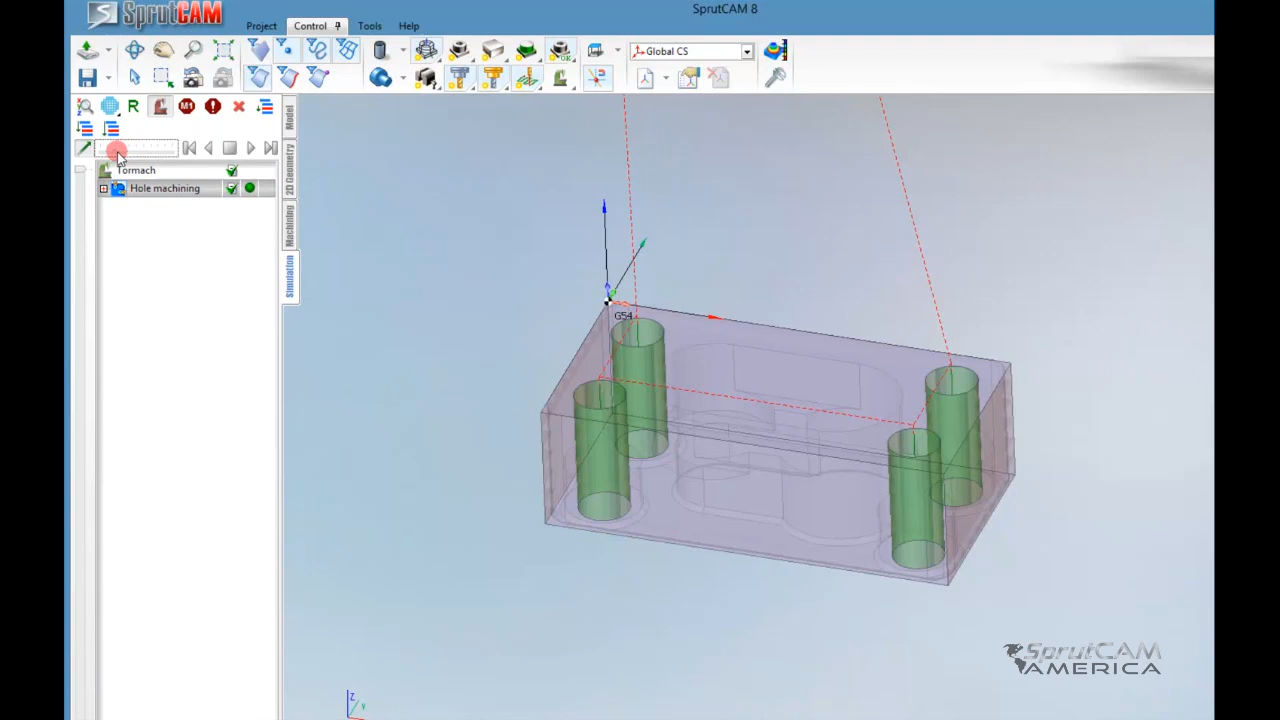 SprutCAM
SprutCAM 8
Project
Control
Tools
Help
Global CS
R
M1
Tormach
Hole machining
Model
2D Geometry
Machining
Simulation
G54
SprutCAM
AMERICA
Z
Y